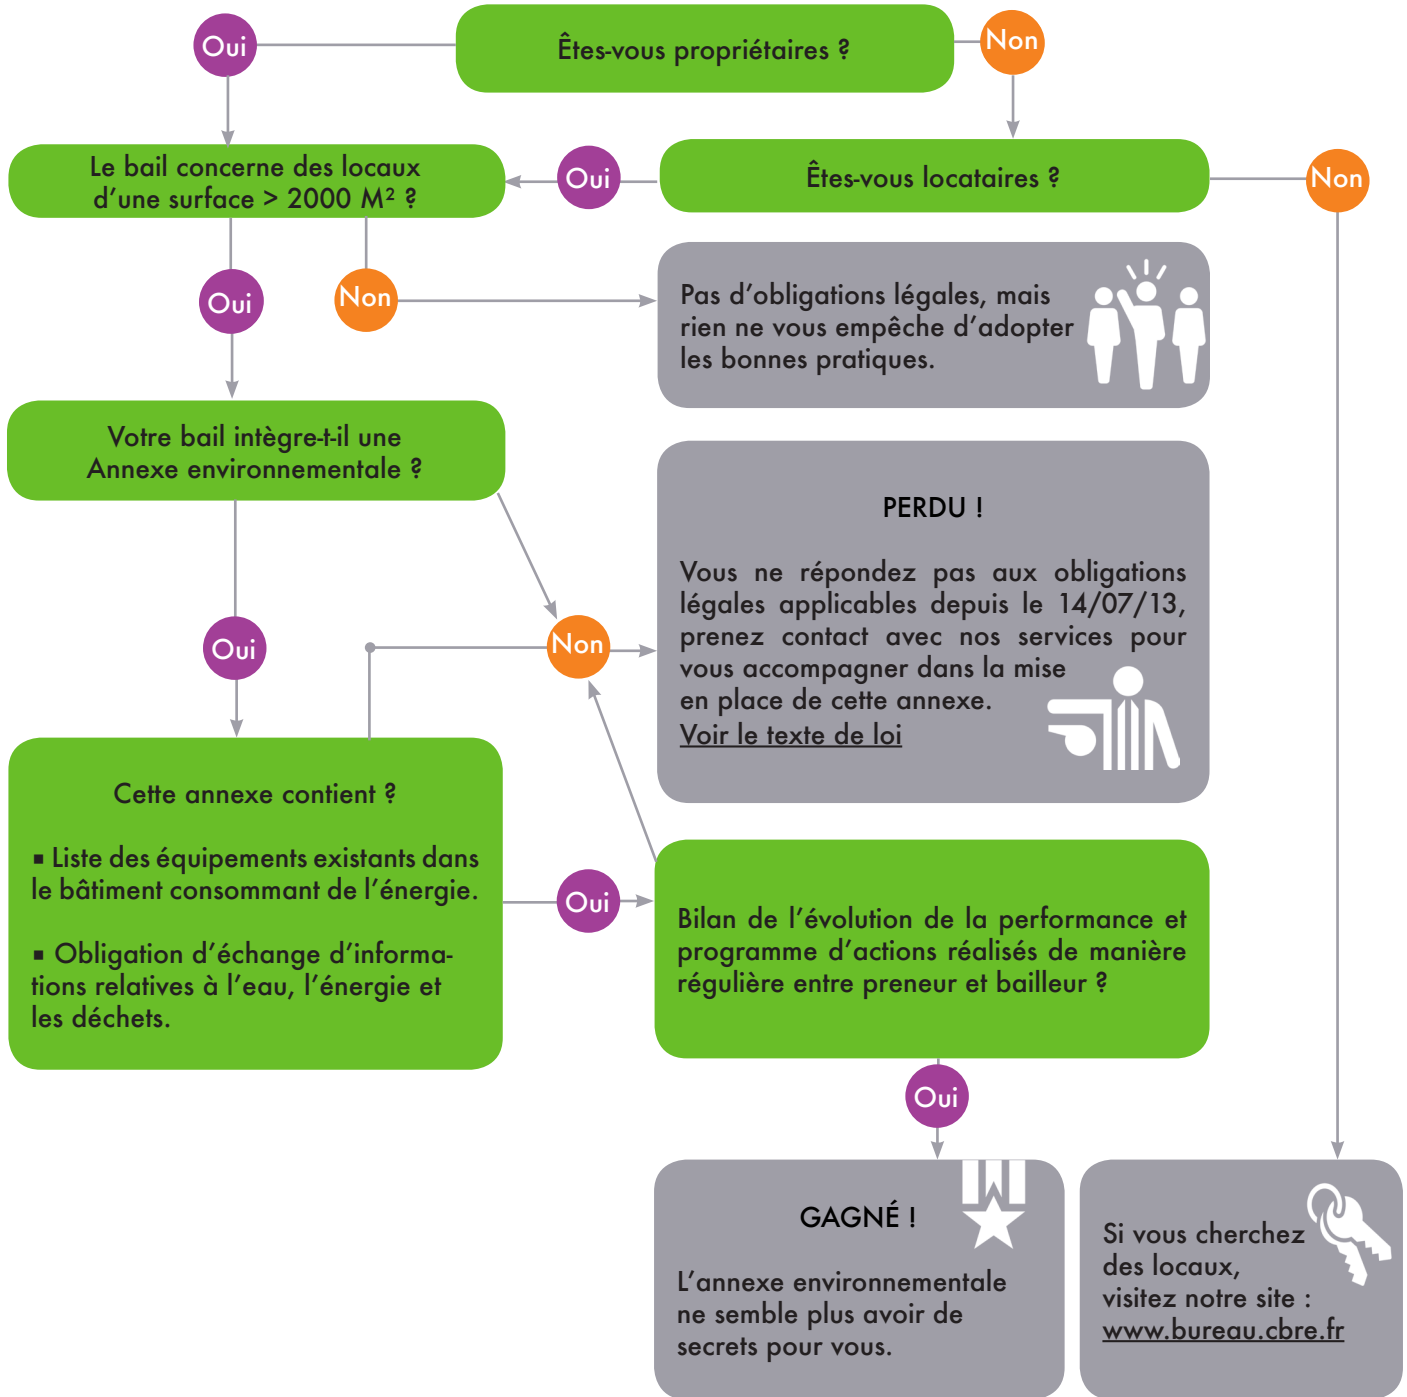 Oui
Êtes-vous propriétaires ?
Non
Le bail concerne des locaux
d'une surface > 2000 M² ?
Oui
Êtes-vous locataires ?
Non
Oui
Non
Pas d'obligations légales, mais
rien ne vous empêche d'adopter
les bonnes pratiques.
Votre bail intègre-t-il une
Annexe environnementale ?
PERDU !
Vous ne répondez pas aux obligations
légales applicables depuis le 14/07/13,
prenez contact avec nos services pour
vous accompagner dans la mise
en place de cette annexe.
Voir le texte de loi
Oui
Non
Cette annexe contient ?
▪ Liste des équipements existants dans
le bâtiment consommant de l'énergie.
▪ Obligation d'échange d'informa-
tions relatives à l'eau, l'énergie et
les déchets.
Oui
Bilan de l'évolution de la performance et
programme d'actions réalisés de manière
régulière entre preneur et bailleur ?
Oui
GAGNÉ !
L'annexe environnementale
ne semble plus avoir de
secrets pour vous.
Si vous cherchez
des locaux,
visitez notre site :
www.bureau.cbre.fr